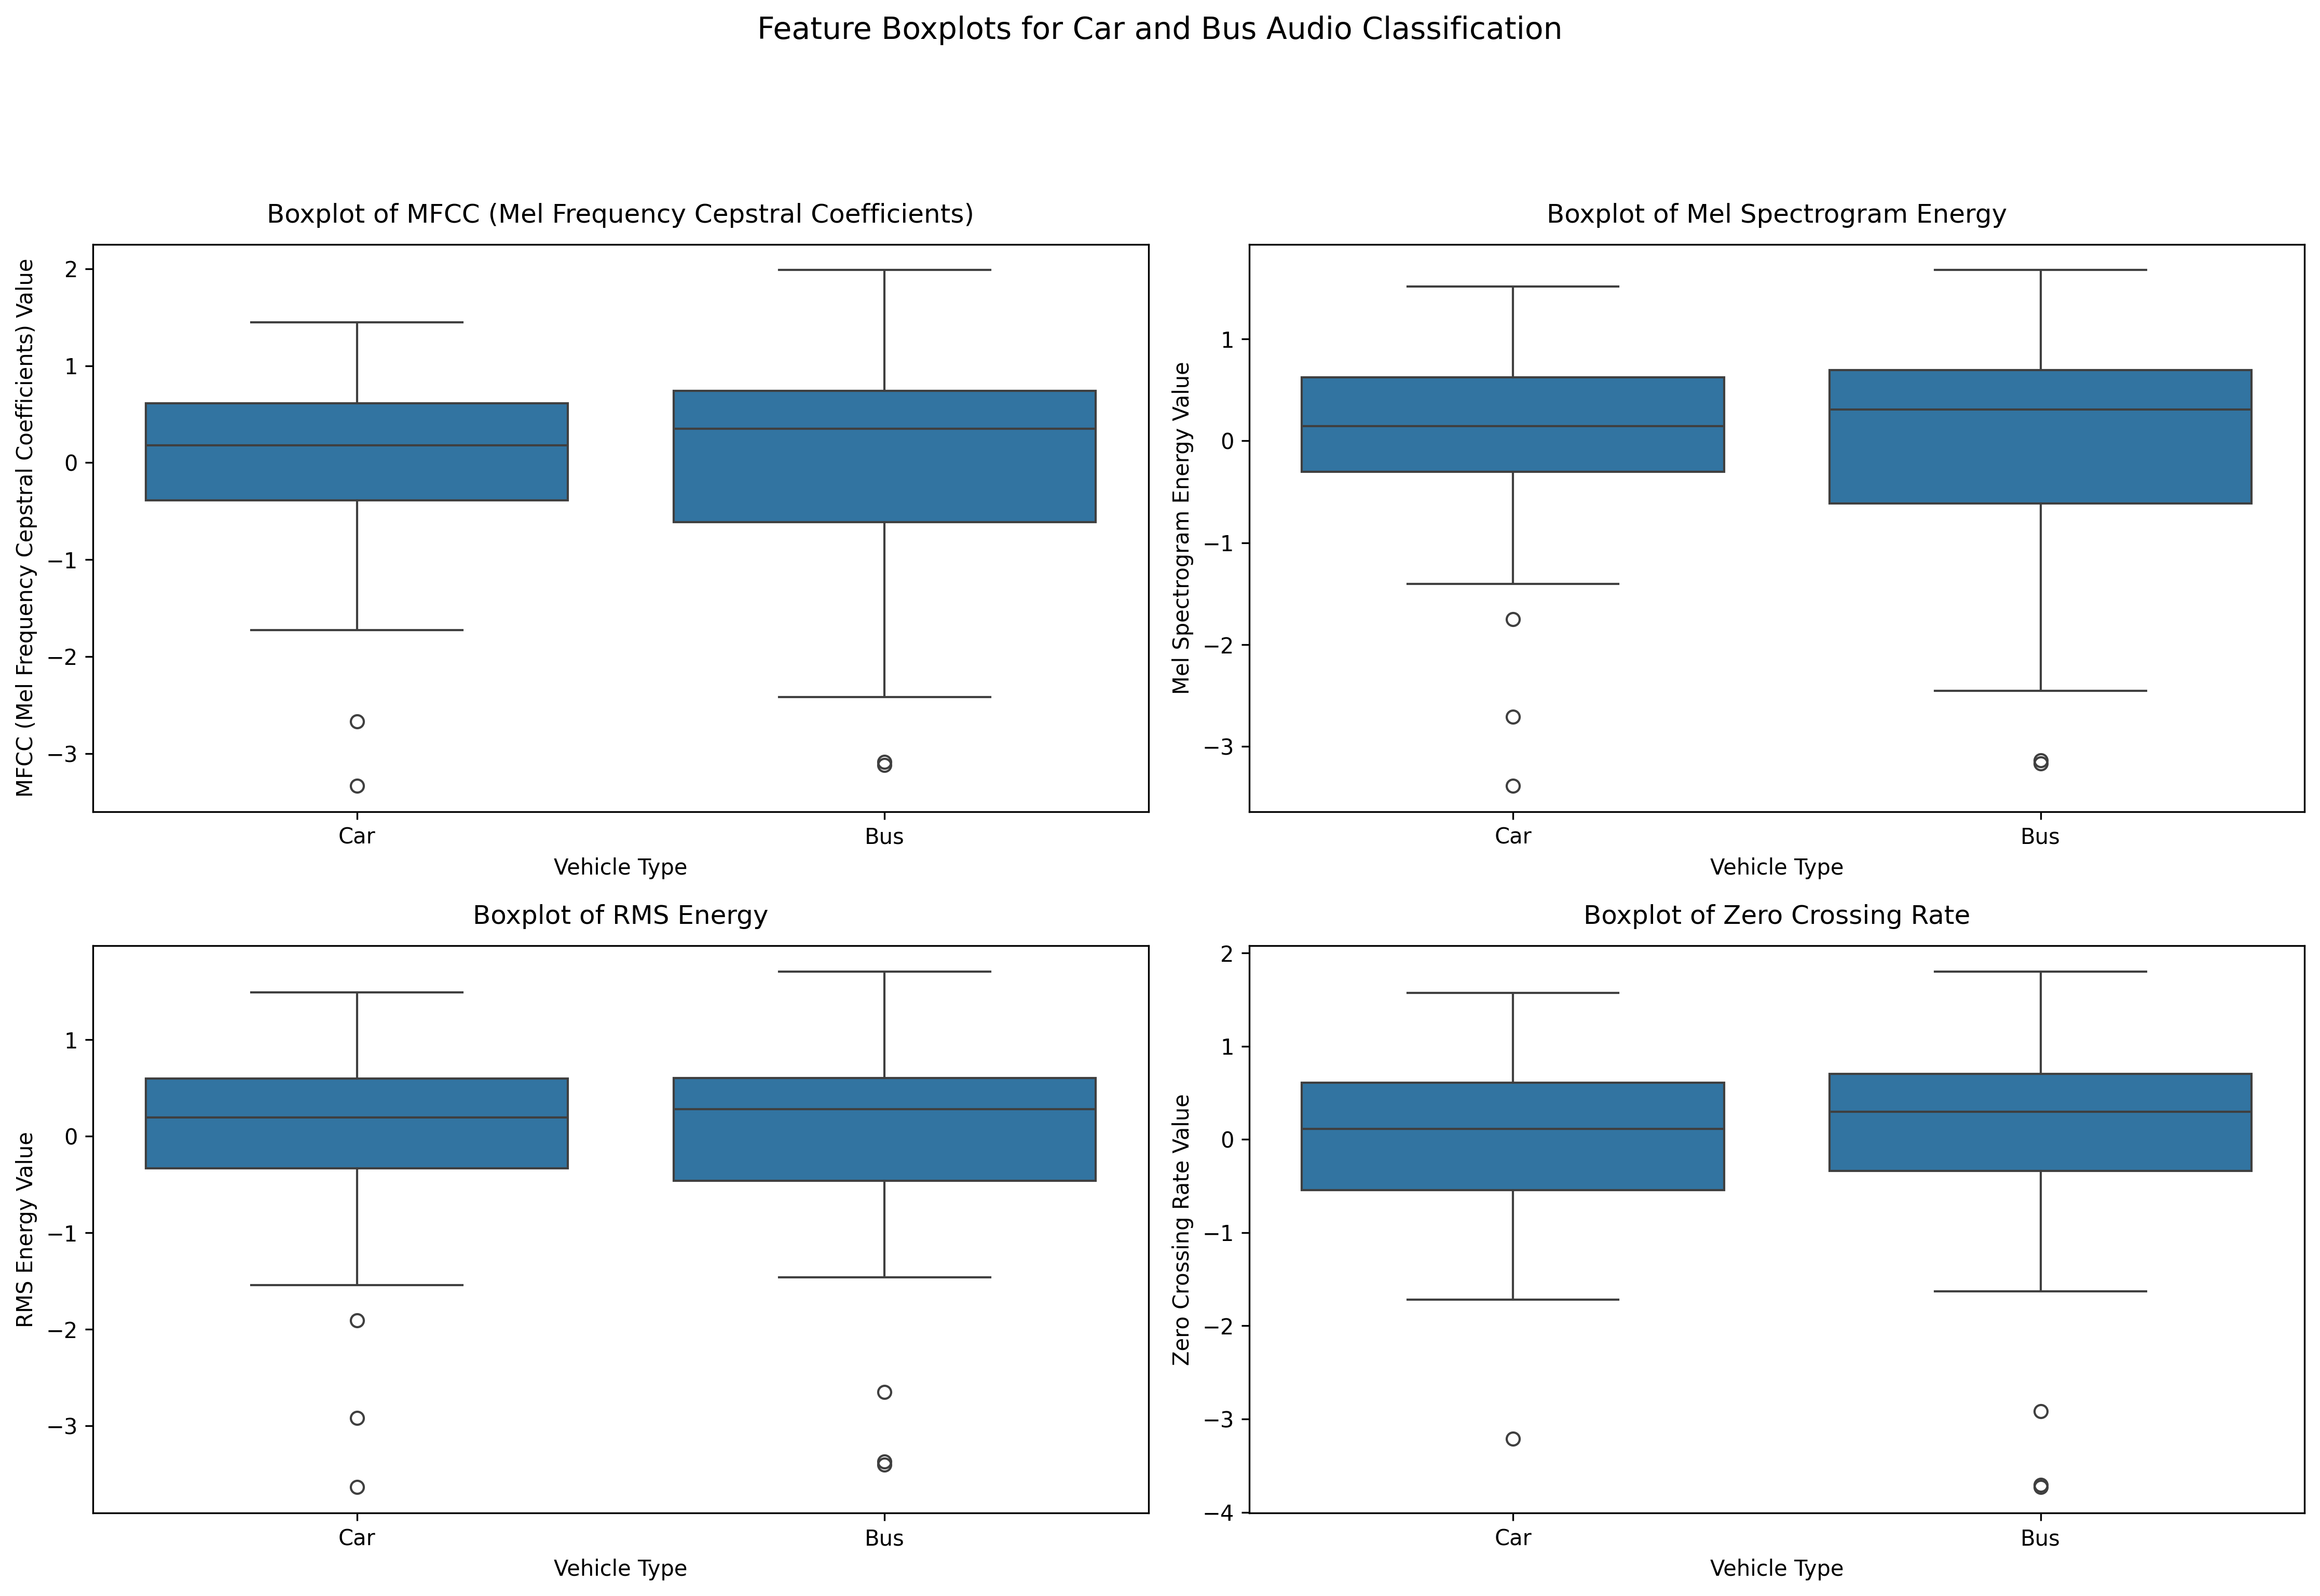 Feature Boxplots for Car and Bus Audio Classification
Boxplot of MFCC (Mel Frequency Cepstral Coefficients)
MFCC (Mel Frequency Cepstral Coefficients) Value
2
1
0
−1
−2
−3
Car
Bus
Vehicle Type
Boxplot of Mel Spectrogram Energy
Mel Spectrogram Energy Value
1
0
−1
−2
−3
Car
Bus
Vehicle Type
Boxplot of RMS Energy
RMS Energy Value
1
0
−1
−2
−3
Car
Bus
Vehicle Type
Boxplot of Zero Crossing Rate
Zero Crossing Rate Value
2
1
0
−1
−2
−3
−4
Car
Bus
Vehicle Type